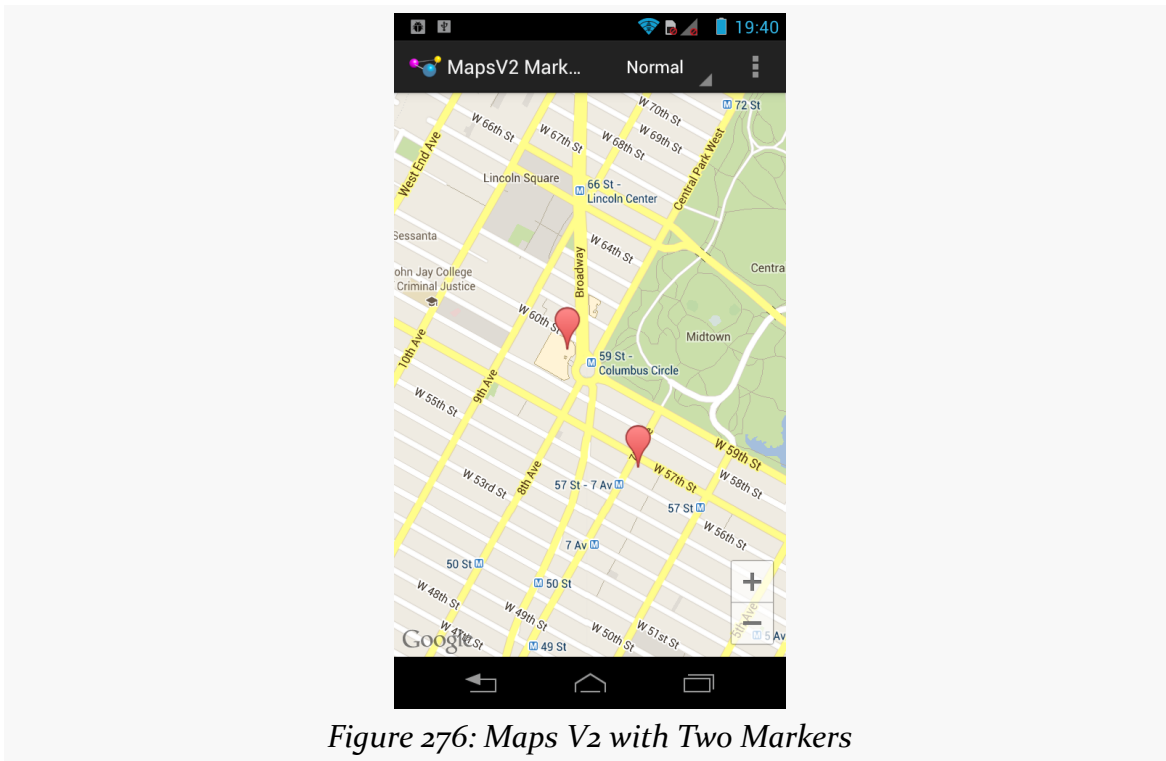 19:40
MapsV2 Mark...
Normal
72 St
W 70th St
W 66th St
W 67th St
W 69th St
W 68th St
West End Ave
Central Park West
Lincoln Square
66 St -
Lincoln Center
Sessanta
W 64th St
Broadway
Centra
ohn Jay College
Criminal Justice
W 60th St
Midtown
10th Ave
59 St -
Columbus Circle
9th Ave
W 55th St
W 59th St
W 57th St
W 58th St
W 53rd St
8th Ave
57 St - 7 Av
57 St
W 56th St
7 Av
50 St
50 St
W 48th St
W 49th St
5th Ave
5 Av
W 47th St
W 50th St
W 51st St
Google
49 St
Figure 276: Maps V2 with Two Markers